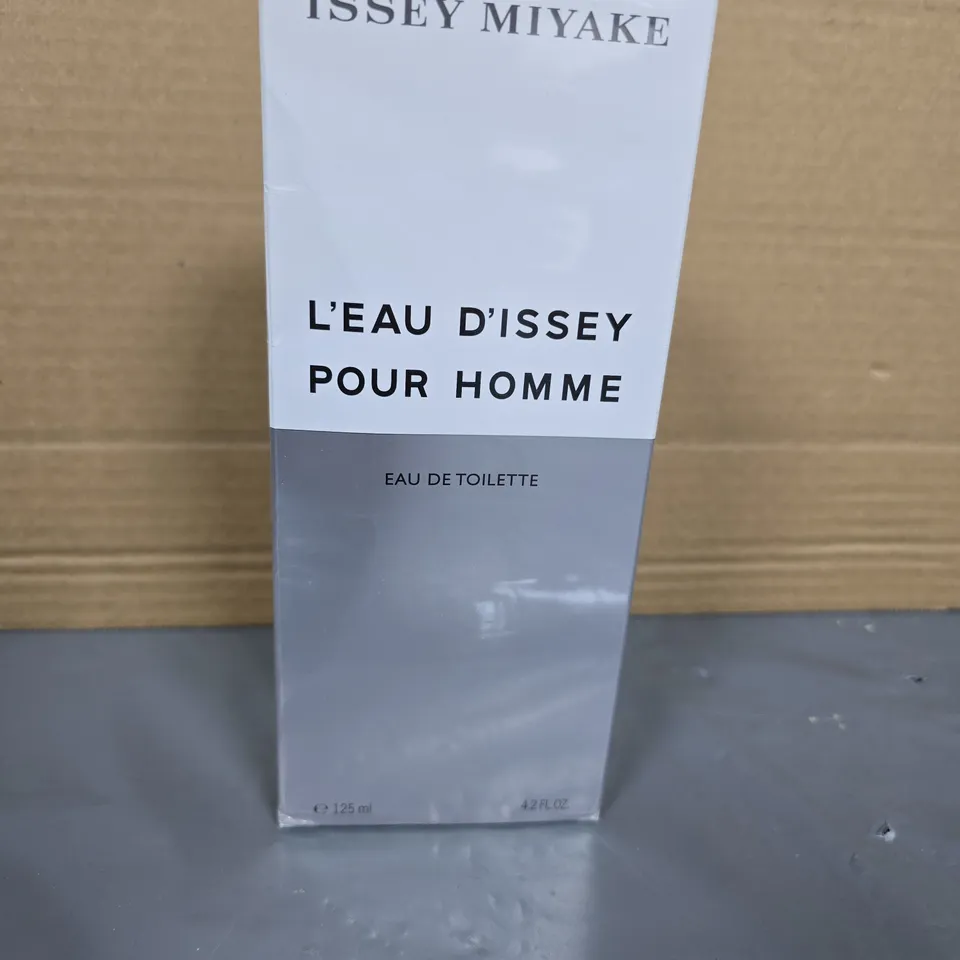 ISSEY MIYAKE
L'EAU D'ISSEY
POUR HOMME
EAU DE TOILETTE
℮ 125 ml 4.2 FL.OZ.